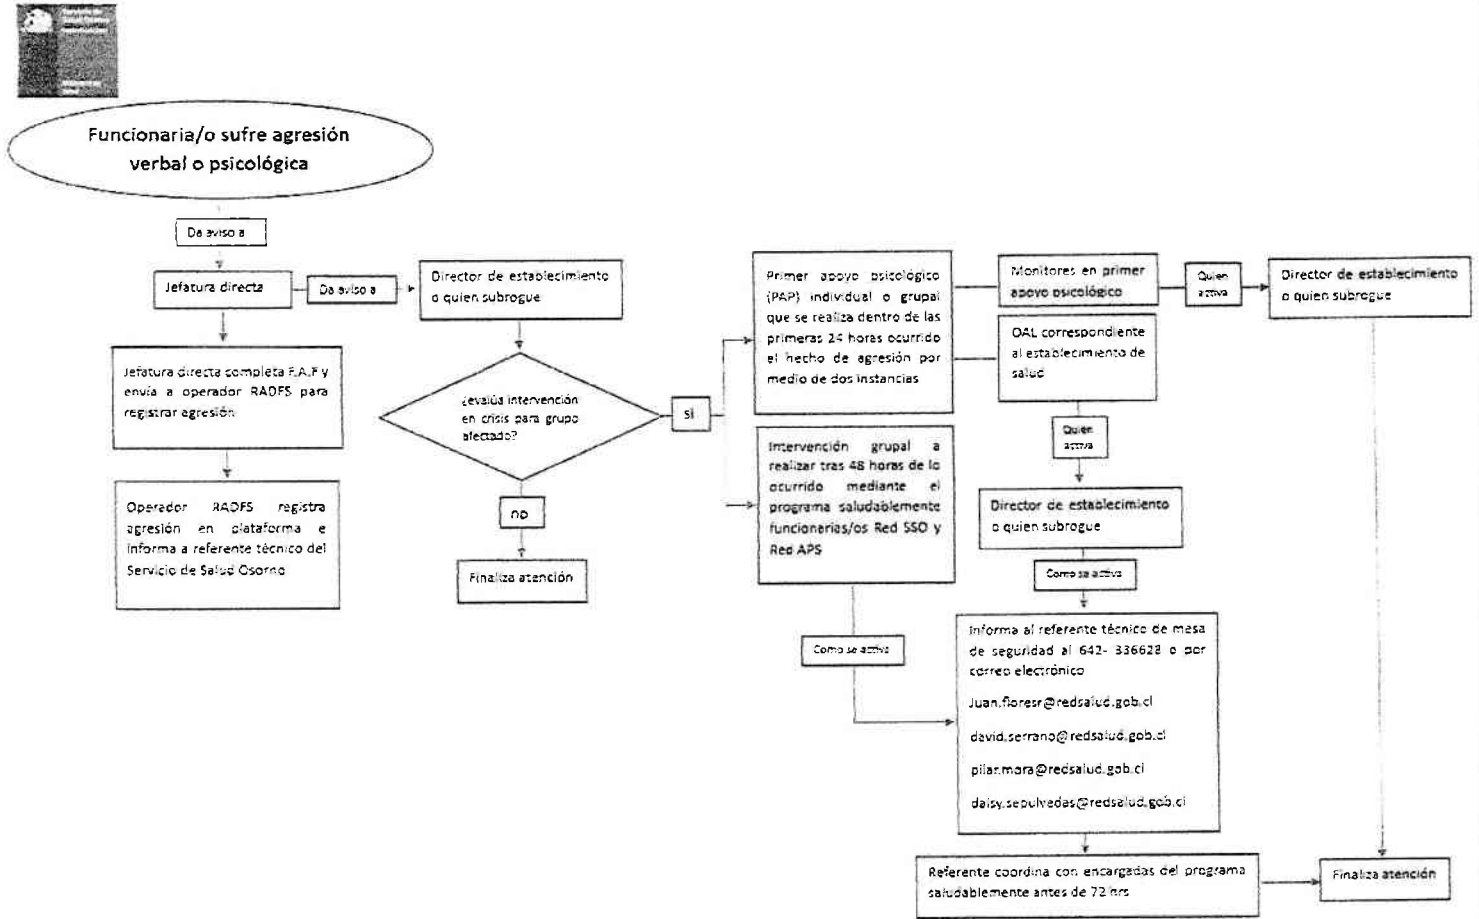 Funcionaria/o sufre agresión
verbal o psicológica
Da aviso a
Jefatura directa
Da aviso a
Director de establecimiento
o quien subrogue
Jefatura directa completa F.A.F y
envía a operador RADFS para
registrar agresión
Operador RADFS registra
agresión en plataforma e
informa a referente técnico del
Servicio de Salud Osorno
¿evalúa intervención
en crisis para grupo
afectado?
no
Finaliza atención
si
Primer apoyo psicológico
(PAP) individual o grupal
que se realiza dentro de las
primeras 24 horas ocurrido
el hecho de agresión por
medio de dos instancias
Monitores en primer
apoyo psicológico
Quien
activa
Director de establecimiento
o quien subrogue
OAL correspondiente
al establecimiento de
salud
Quien
activa
Director de establecimiento
o quien subrogue
Como se activa
Intervención grupal a
realizar tras 48 horas de lo
ocurrido mediante el
programa saludablemente
funcionarias/os Red SSO y
Red APS
Como se activa
Informa al referente técnico de mesa
de seguridad al 642- 336628 o por
correo electrónico
Juan.floresr@redsalud.gob.cl
david.serrano@redsalud.gob.cl
pilar.mora@redsalud.gob.cl
daisy.sepulvedas@redsalud.gob.cl
Referente coordina con encargadas del programa
saludablemente antes de 72 hrs
Finaliza atención